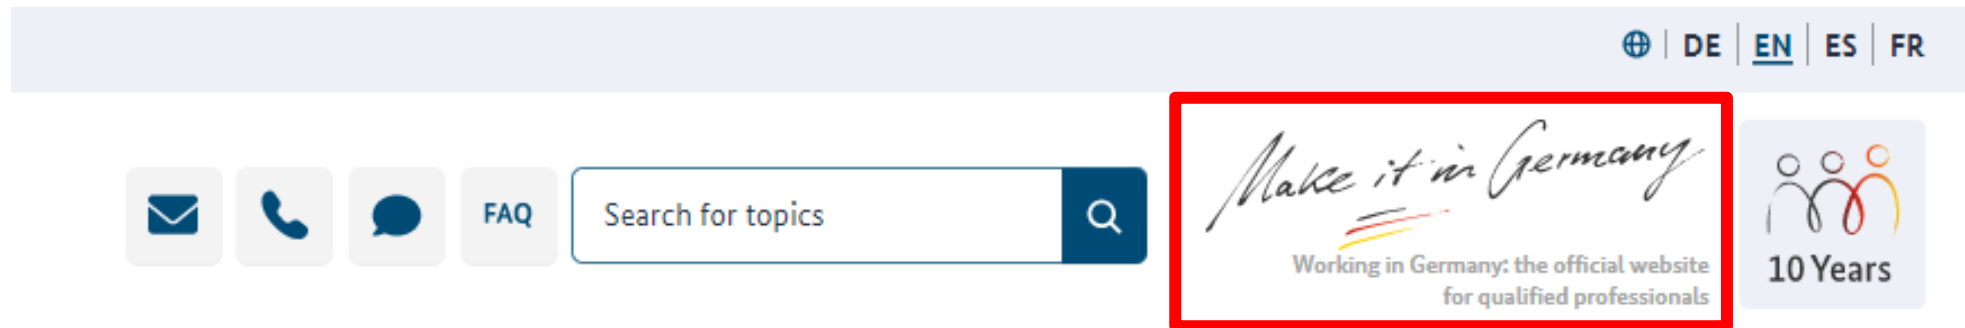 DE EN ES FR
FAQ
Search for topics
Make it in Germany
Working in Germany: the official website
for qualified professionals
10 Years